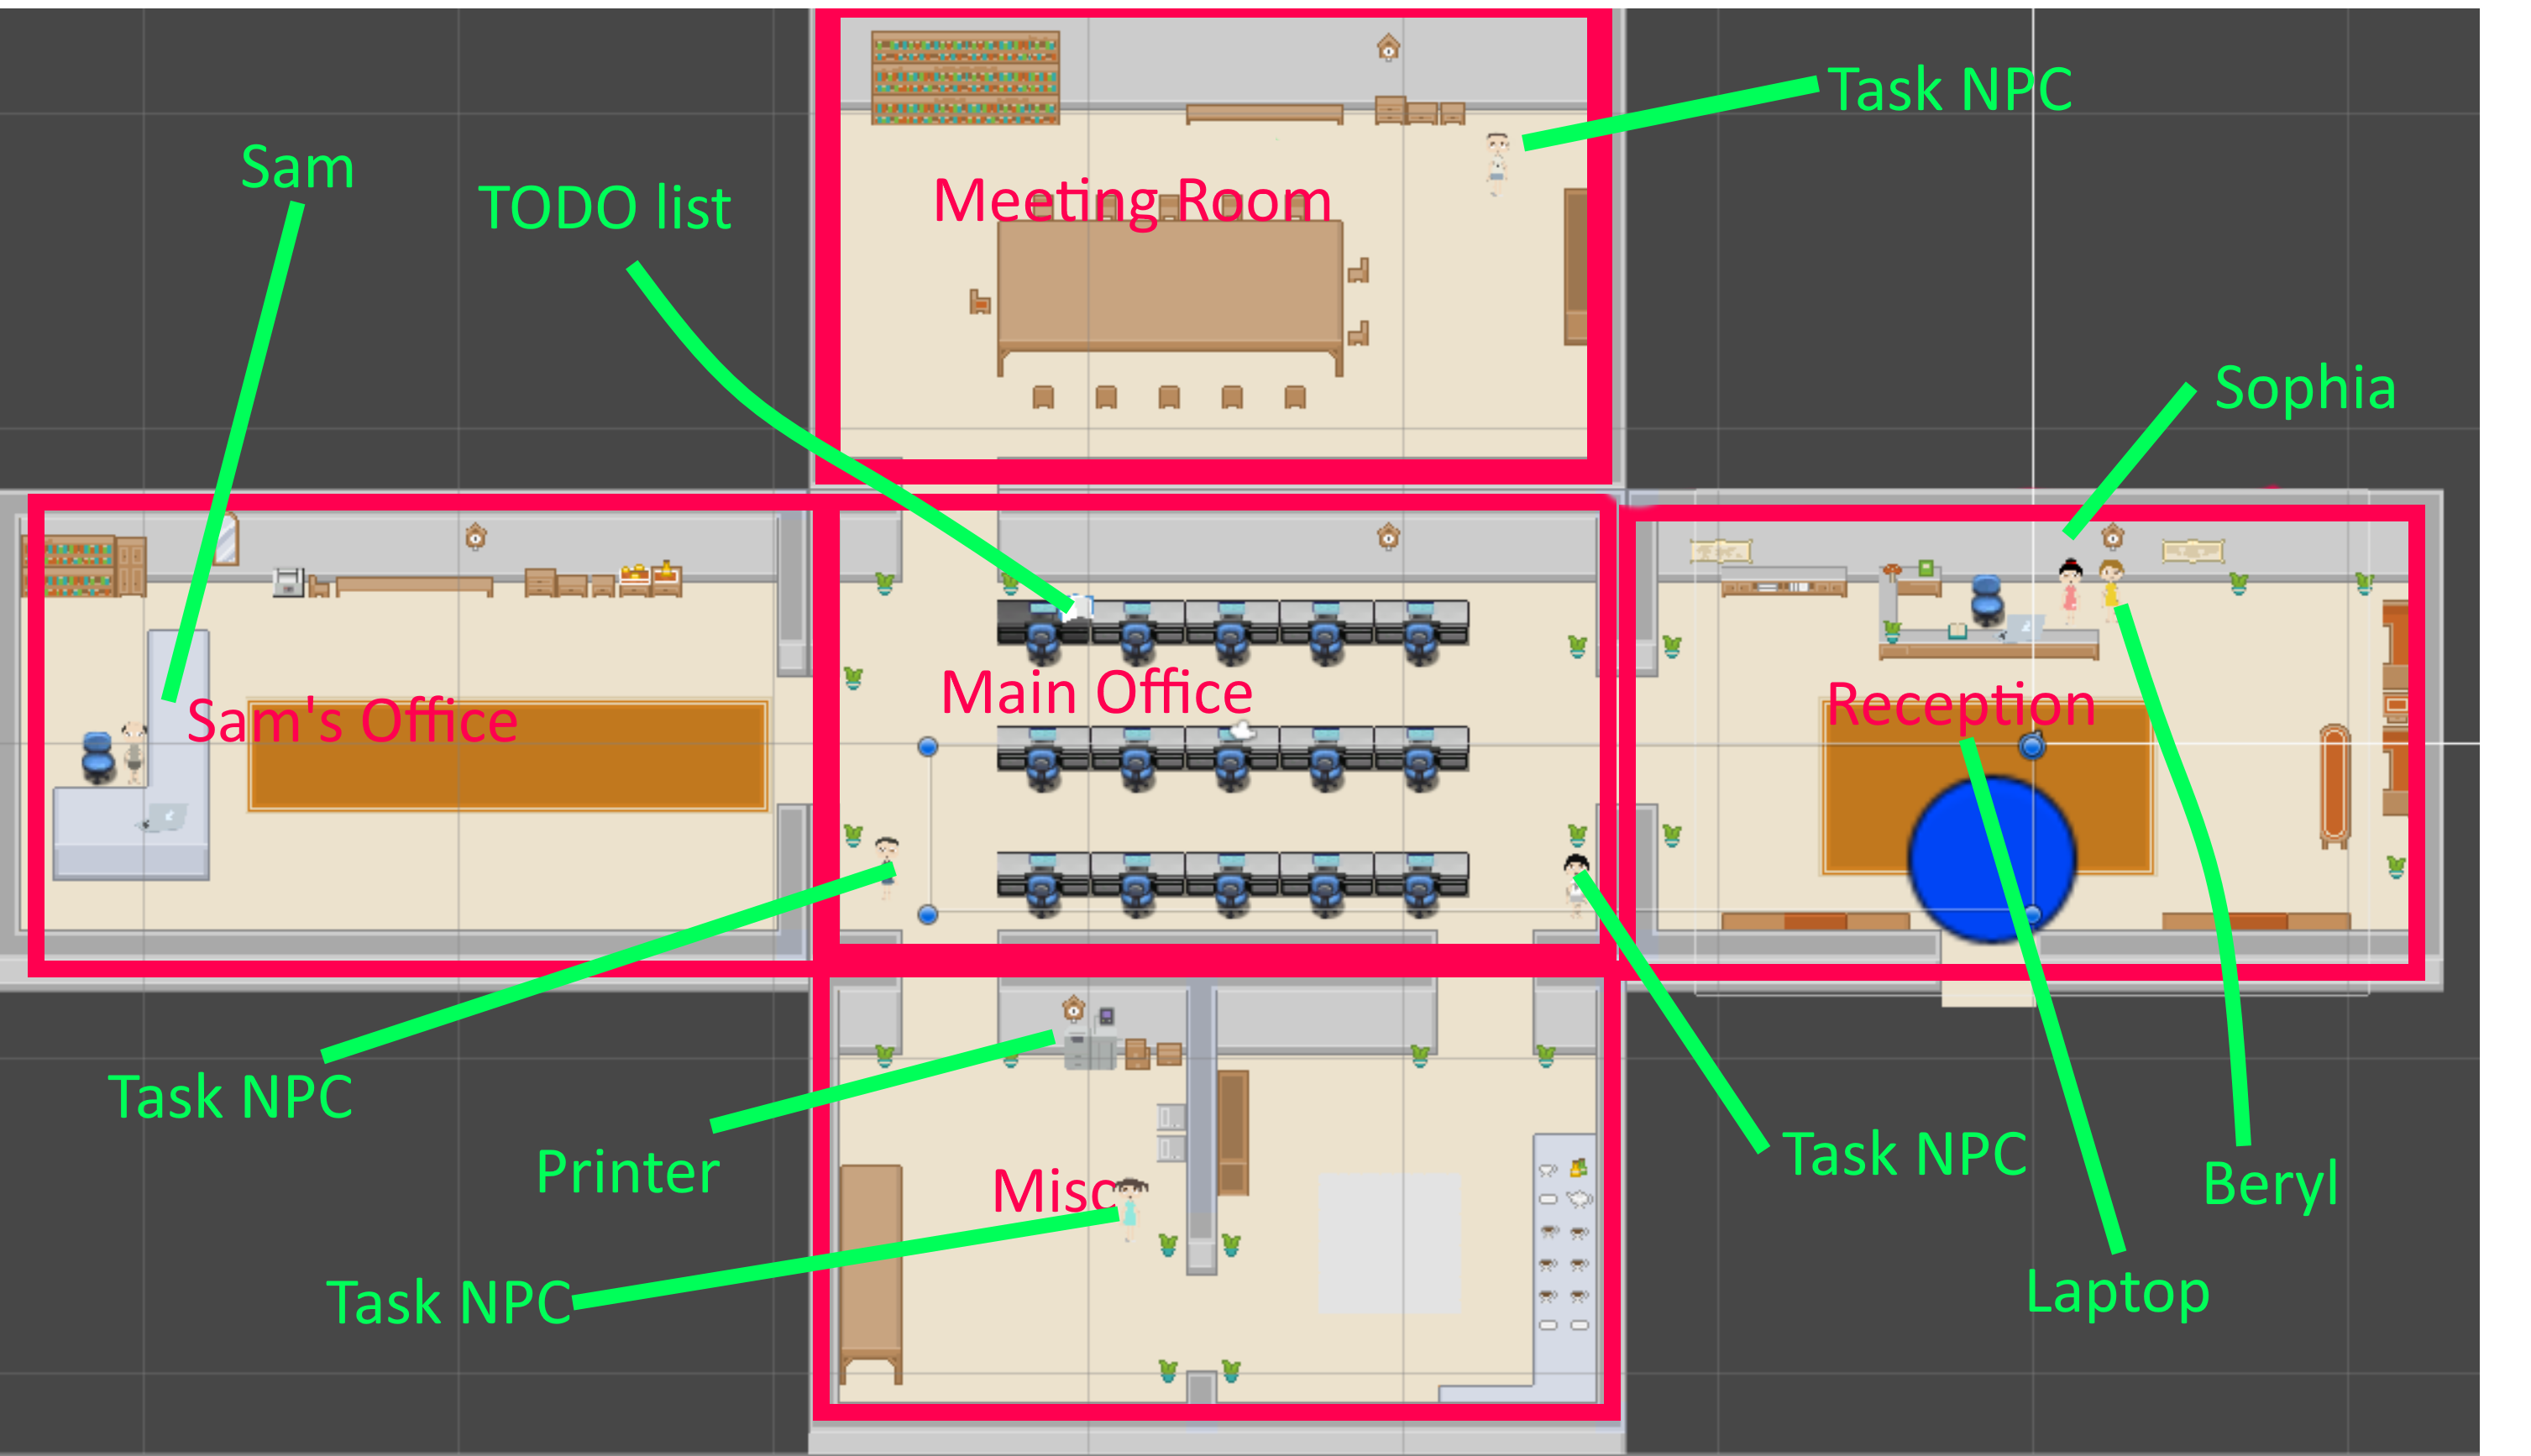 Task NPC
Sam
TODO list
Meeting Room
Sophia
Main Office
Reception
Sam's Office
Task NPC
Printer
Misc
Task NPC
Beryl
Task NPC
Laptop